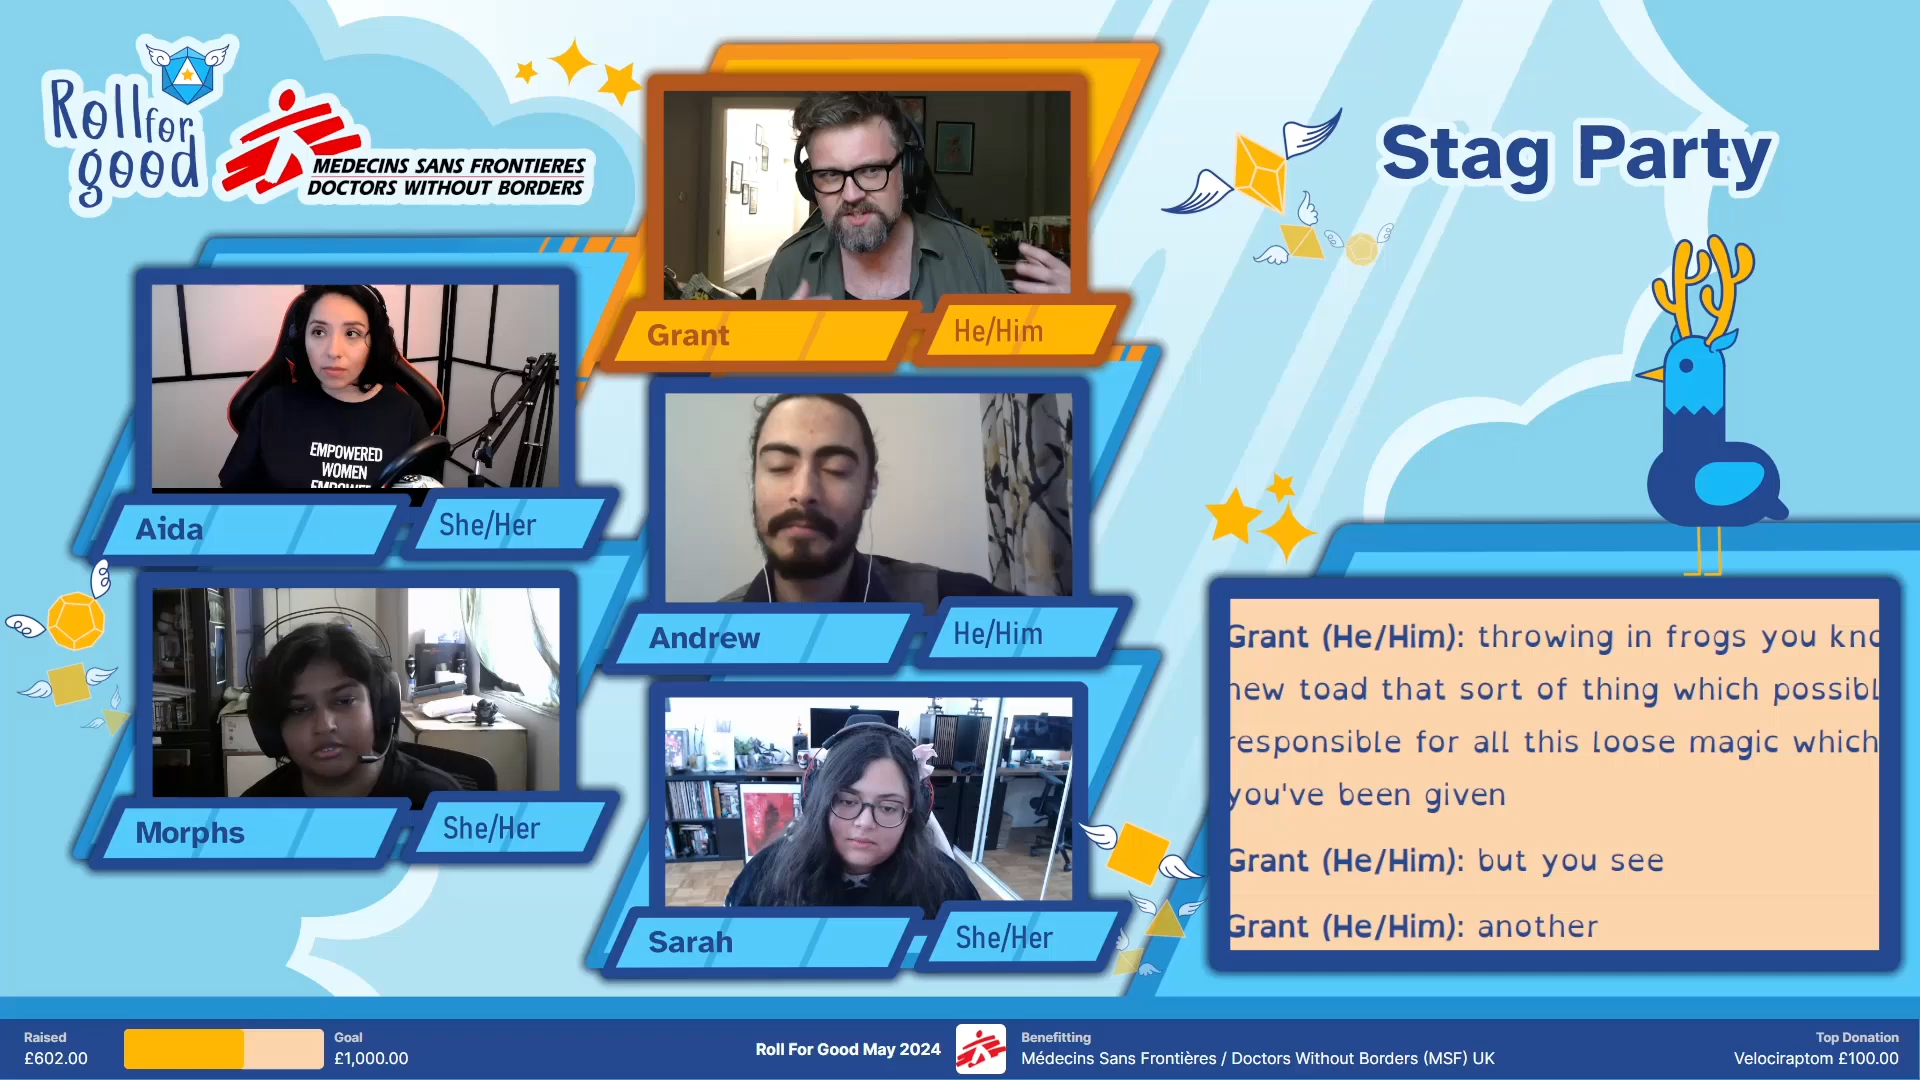 Roll for
good
MEDECINS SANS FRONTIERES
DOCTORS WITHOUT BORDERS
Stag Party
Grant
He/Him
EMPOWERED
WOMEN
Aida
She/Her
Andrew
He/Him
Morphs
She/Her
Sarah
She/Her
Grant (He/Him): throwing in frogs you
new toad that sort of thing which
responsible for all this loose magic which
you've been given
Grant (He/Him): but you see
Grant (He/Him): another
Raised
£602.00
Goal
£1,000.00
Roll For Good May 2024
Benefitting
Médecins Sans Frontières / Doctors Without Borders (MSF) UK
Top Donation
Velociraptom £100.00